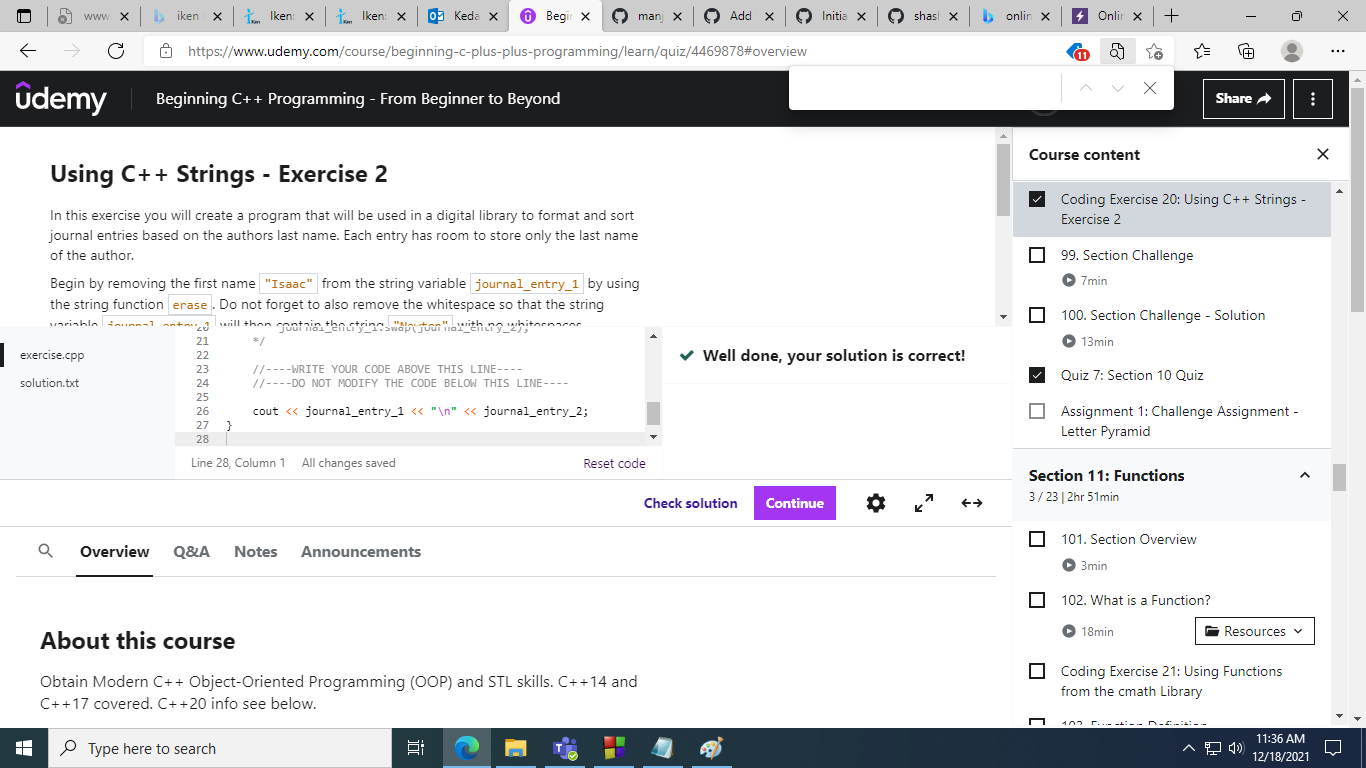 www
iken
Iken:
Iken:
Keda
Begin
manj
Add
Initia
shash
onlin
Onlin
https://www.udemy.com/course/beginning-c-plus-plus-programming/learn/quiz/4469878#overview
11
udemy
Beginning C++ Programming - From Beginner to Beyond
Share
Using C++ Strings - Exercise 2
In this exercise you will create a program that will be used in a digital library to format and sort
journal entries based on the authors last name. Each entry has room to store only the last name
of the author.
Begin by removing the first name "Isaac" from the string variable journal_entry_1 by using
the string function erase. Do not forget to also remove the whitespace so that the string
variable journal_entry_1 will then contain the string "Newton" with no whitespaces.
exercise.cpp
solution.txt
20 journal_entry_1.swap(journal_entry_2);
21 */
22
23 //----WRITE YOUR CODE ABOVE THIS LINE----
24 //----DO NOT MODIFY THE CODE BELOW THIS LINE----
25
26 cout << journal_entry_1 << "\n" << journal_entry_2;
27 }
28
Line 28, Column 1 All changes saved Reset code
Well done, your solution is correct!
Check solution
Continue
Overview Q&A Notes Announcements
About this course
Obtain Modern C++ Object-Oriented Programming (OOP) and STL skills. C++14 and
C++17 covered. C++20 info see below.
Course content
Coding Exercise 20: Using C++ Strings -
Exercise 2
99. Section Challenge
7min
100. Section Challenge - Solution
13min
Quiz 7: Section 10 Quiz
Assignment 1: Challenge Assignment -
Letter Pyramid
Section 11: Functions
3 / 23 | 2hr 51min
101. Section Overview
3min
102. What is a Function?
18min
Resources
Coding Exercise 21: Using Functions
from the cmath Library
103. Function Definition
Type here to search
11:36 AM
12/18/2021